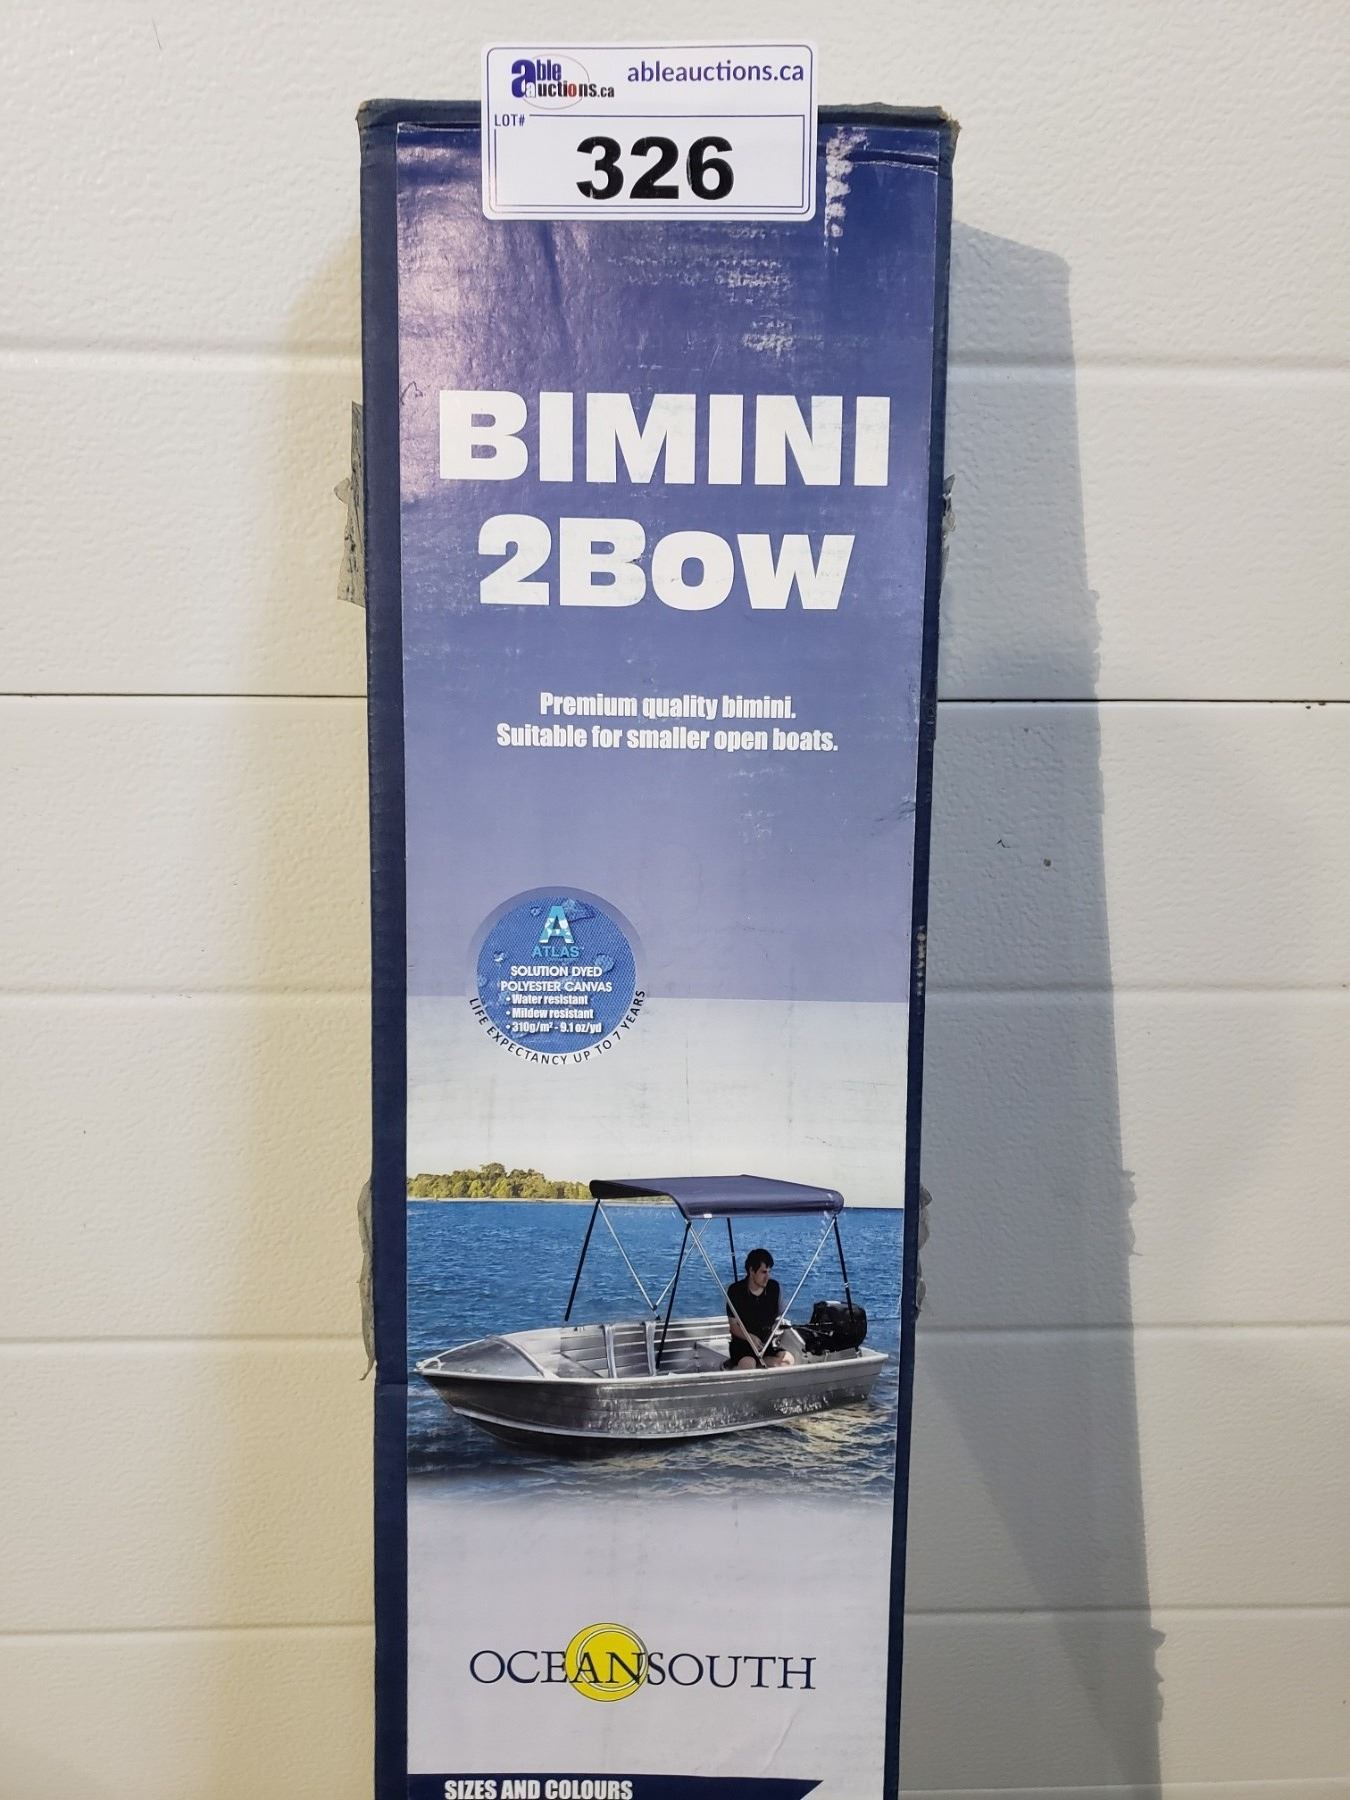 able
auctions.ca
ableauctions.ca
LOT#
326
BIMINI
2BOW
Premium quality bimini.
Suitable for smaller open boats.
A
ATLAS
SOLUTION DYED
POLYESTER CANVAS
• Water resistant
• Mildew resistant
• 310g/m² - 9.1 oz/yd
LIFE EXPECTANCY UP TO 7 YEARS
OCEANSOUTH
SIZES AND COLOURS